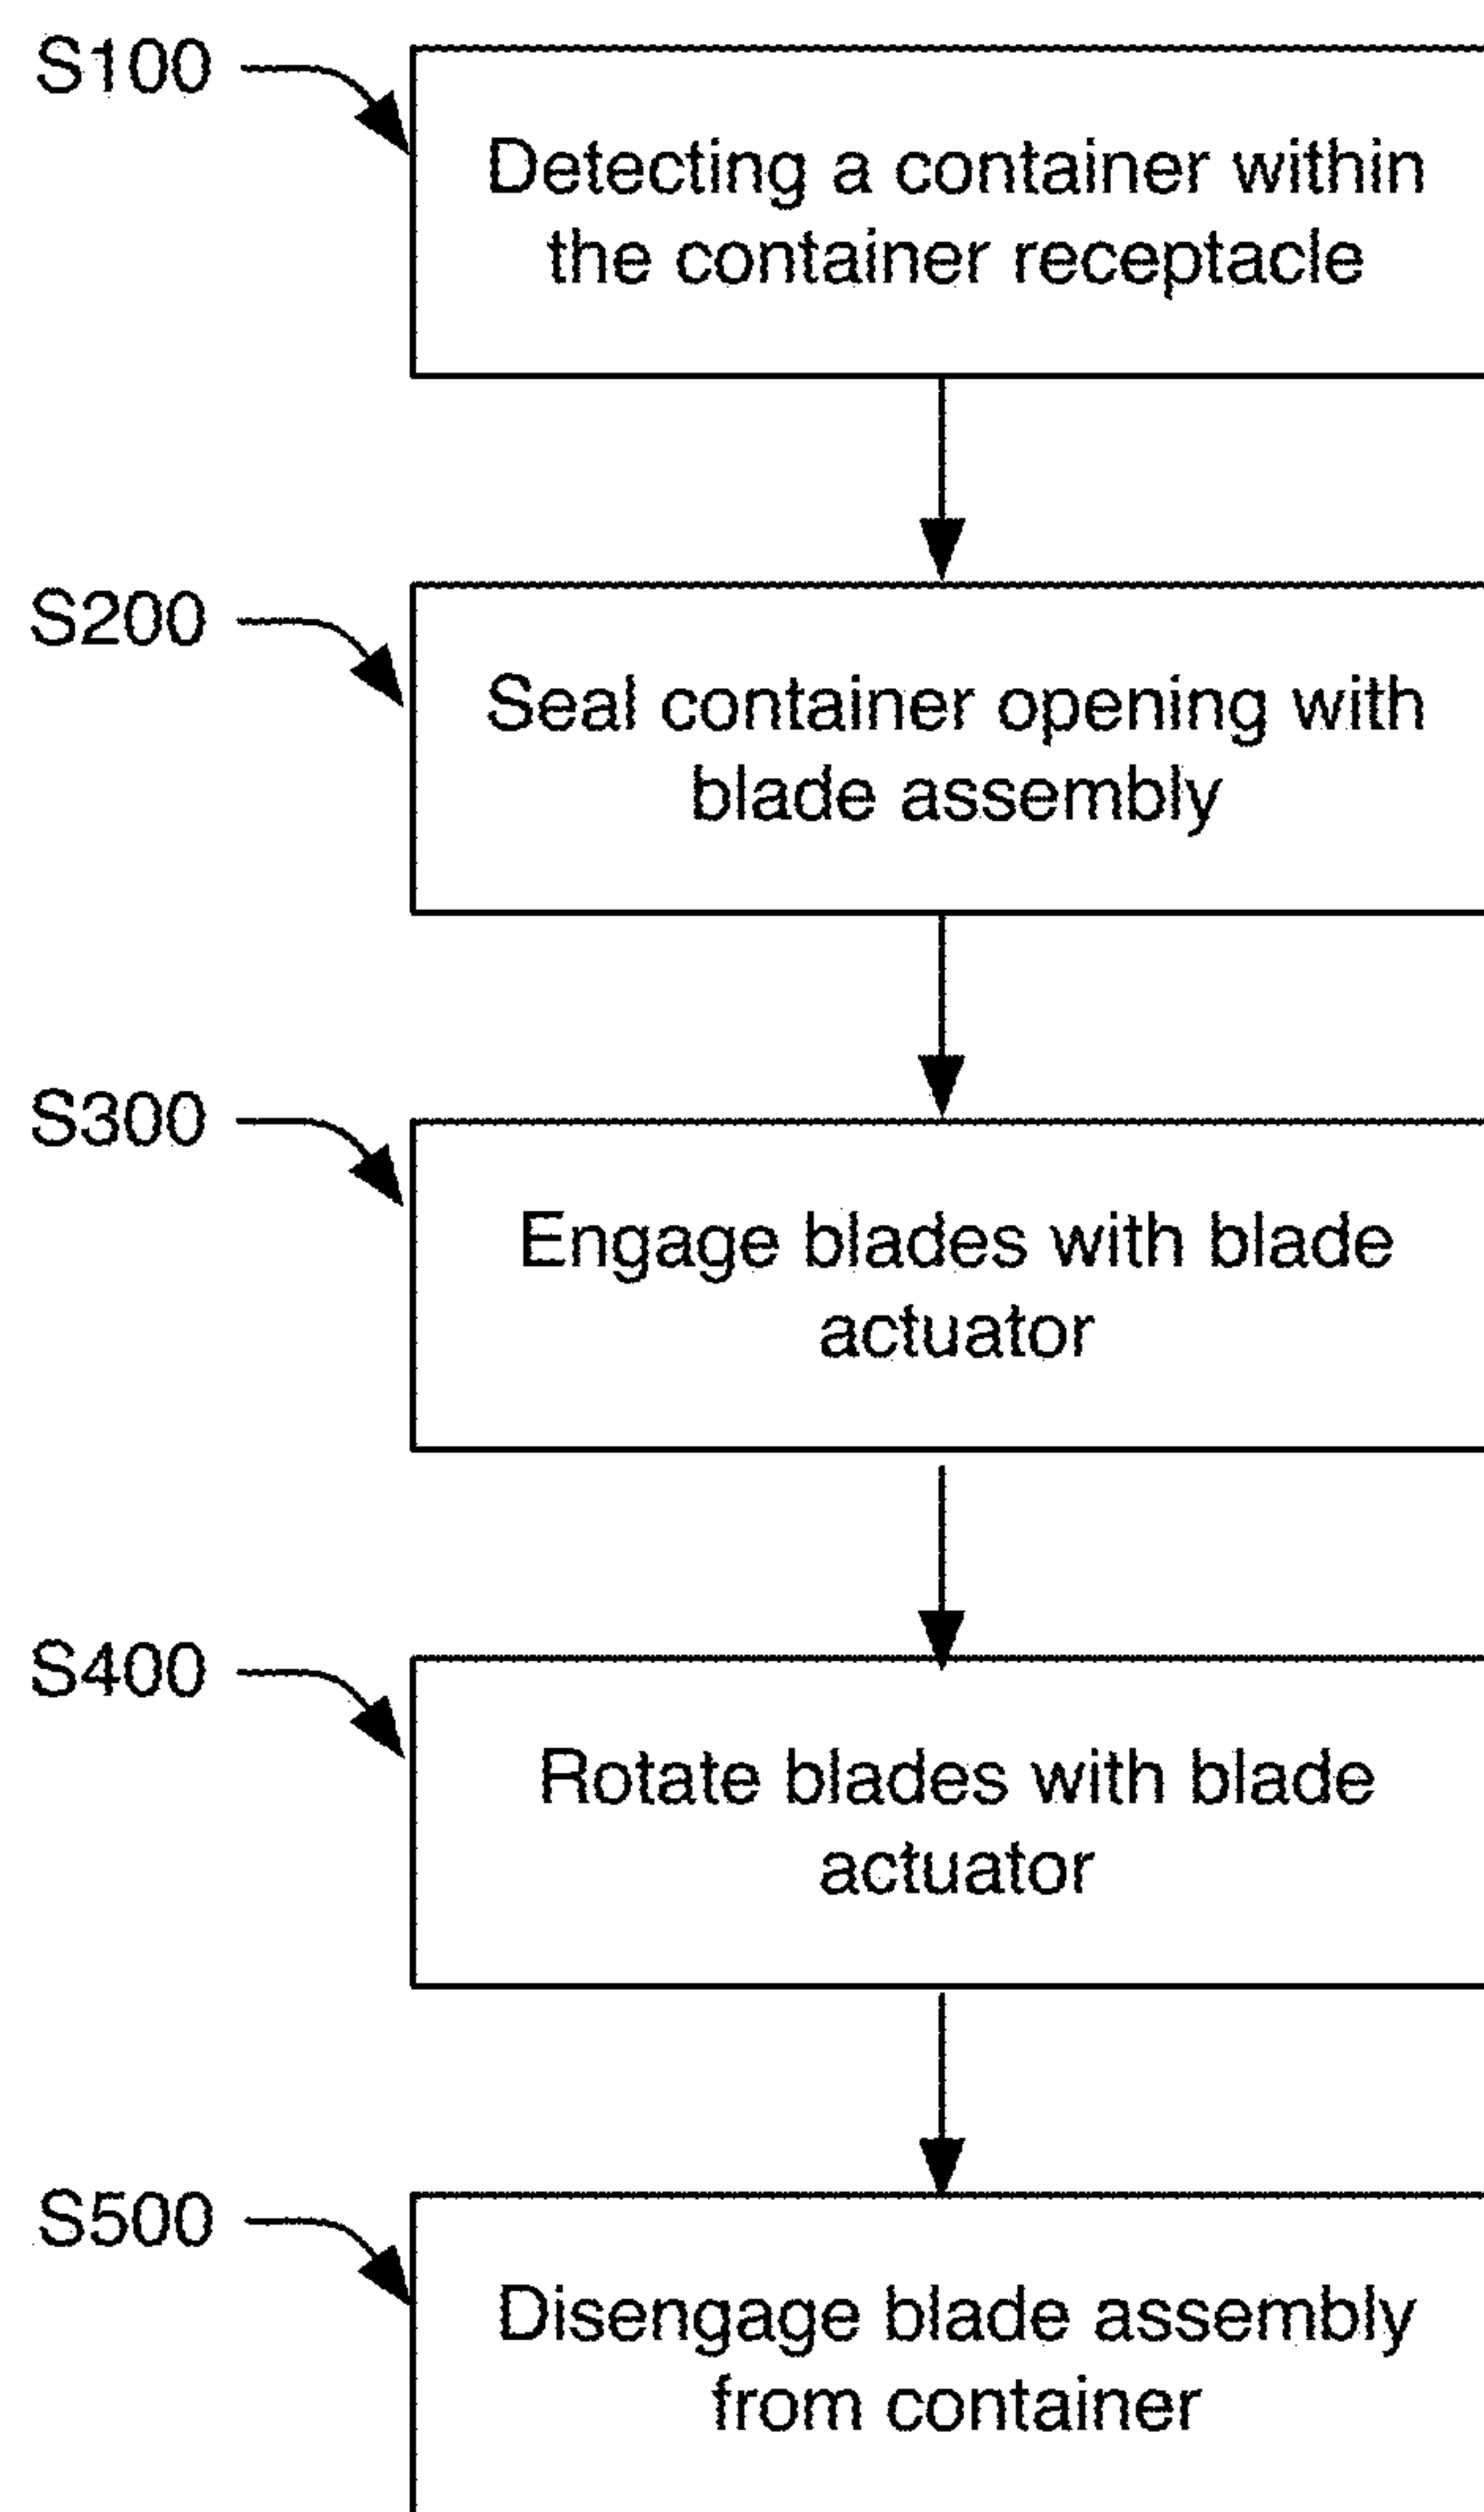 S100
Detecting a container within
the container receptacle
S200
Seal container opening with
blade assembly
S300
Engage blades with blade
actuator
S400
Rotate blades with blade
actuator
S500
Disengage blade assembly
from container